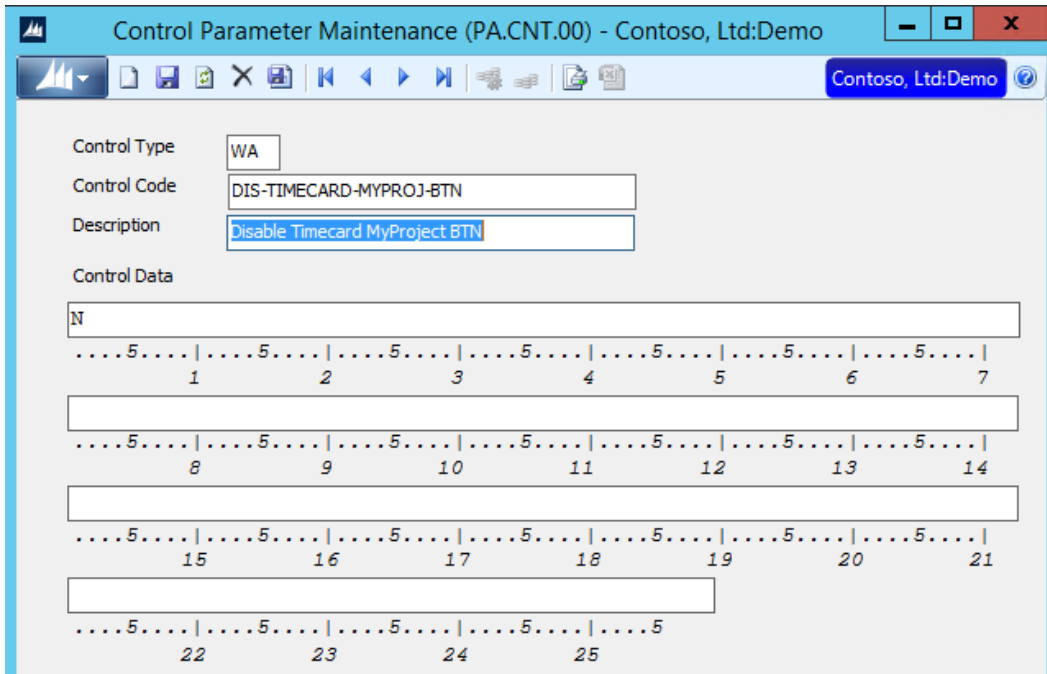 Control Parameter Maintenance (PA.CNT.00) - Contoso, Ltd:Demo
Contoso, Ltd:Demo
Control Type WA
Control Code DIS-TIMECARD-MYPROJ-BTN
Description Disable Timecard MyProject BTN
Control Data
N
....5....|....5....|....5....|....5....|....5....|....5....|....5....|
1 2 3 4 5 6 7
....5....|....5....|....5....|....5....|....5....|....5....|....5....|
8 9 10 11 12 13 14
....5....|....5....|....5....|....5....|....5....|....5....|....5....|
15 16 17 18 19 20 21
....5....|....5....|....5....|....5....|....5
22 23 24 25